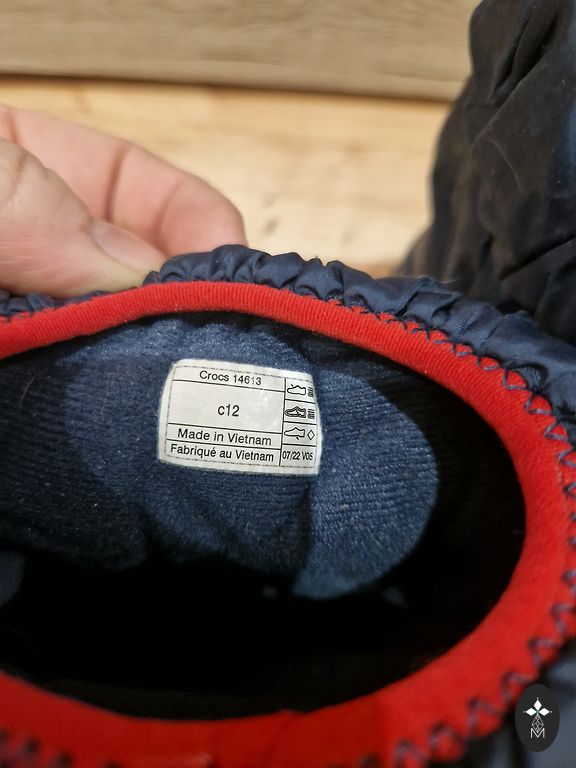 Crocs 14613
c12
Made in Vietnam
Fabriqué au Vietnam
07/22 V05